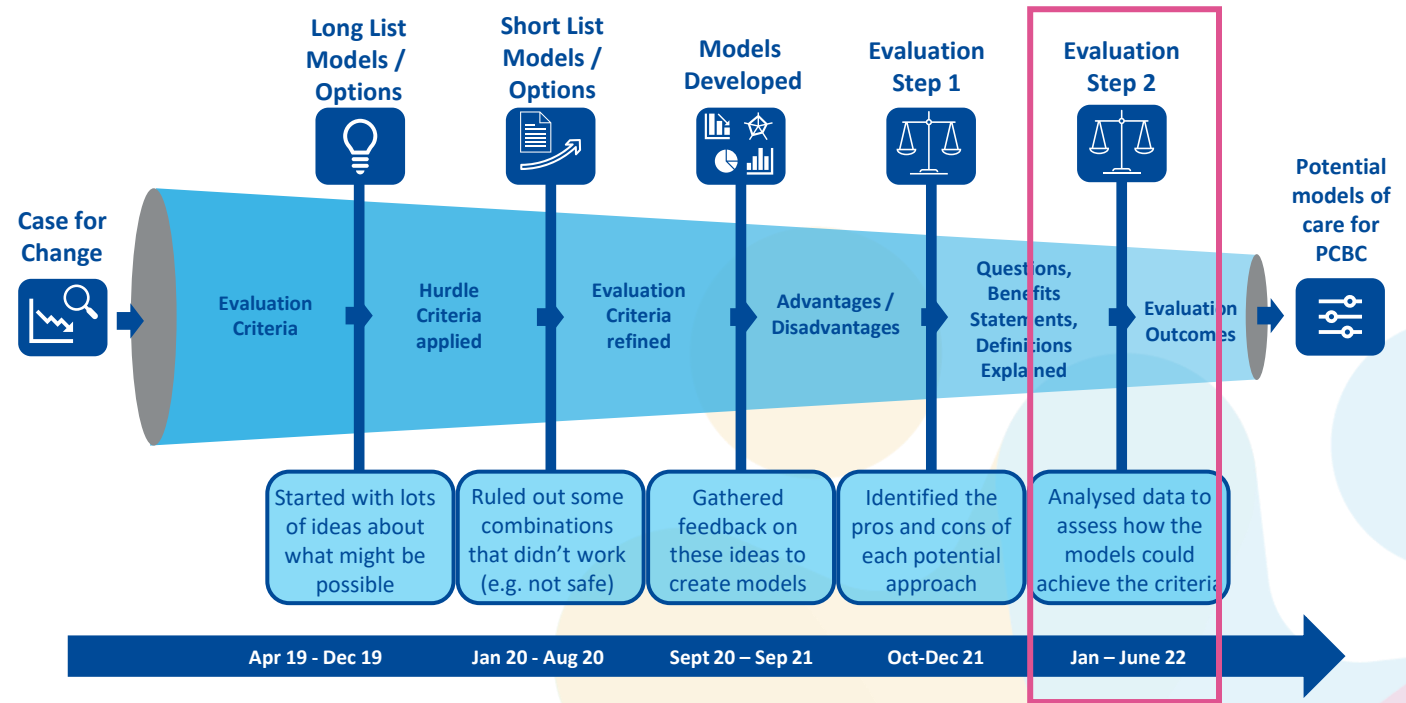 Case for
Change
Long List
Models /
Options
Short List
Models /
Options
Models
Developed
Evaluation
Step 1
Evaluation
Step 2
Potential
models of
care for
PCBC
Evaluation
Criteria
Hurdle
Criteria
applied
Evaluation
Criteria
refined
Advantages /
Disadvantages
Questions,
Benefits
Statements,
Definitions
Explained
Evaluation
Outcomes
Started with lots
of ideas about
what might be
possible
Ruled out some
combinations
that didn’t work
(e.g. not safe)
Gathered
feedback on
these ideas to
create models
Identified the
pros and cons of
each potential
approach
Analysed data to
assess how the
models could
achieve the criteria
Apr 19 - Dec 19
Jan 20 - Aug 20
Sept 20 – Sep 21
Oct-Dec 21
Jan – June 22